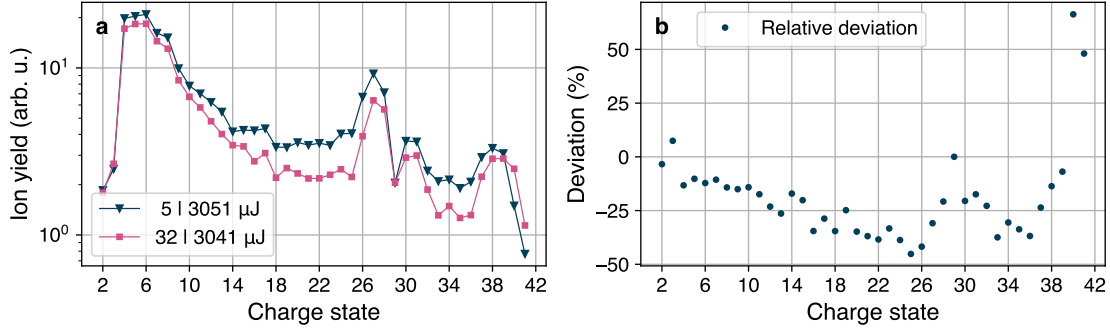 a
Ion yield (arb. u.)
10¹
10⁰
5 | 3051 µJ
32 | 3041 µJ
2 6 10 14 18 22 26 30 34 38 42
Charge state
b
Relative deviation
Deviation (%)
50
25
0
−25
−50
2 6 10 14 18 22 26 30 34 38 42
Charge state